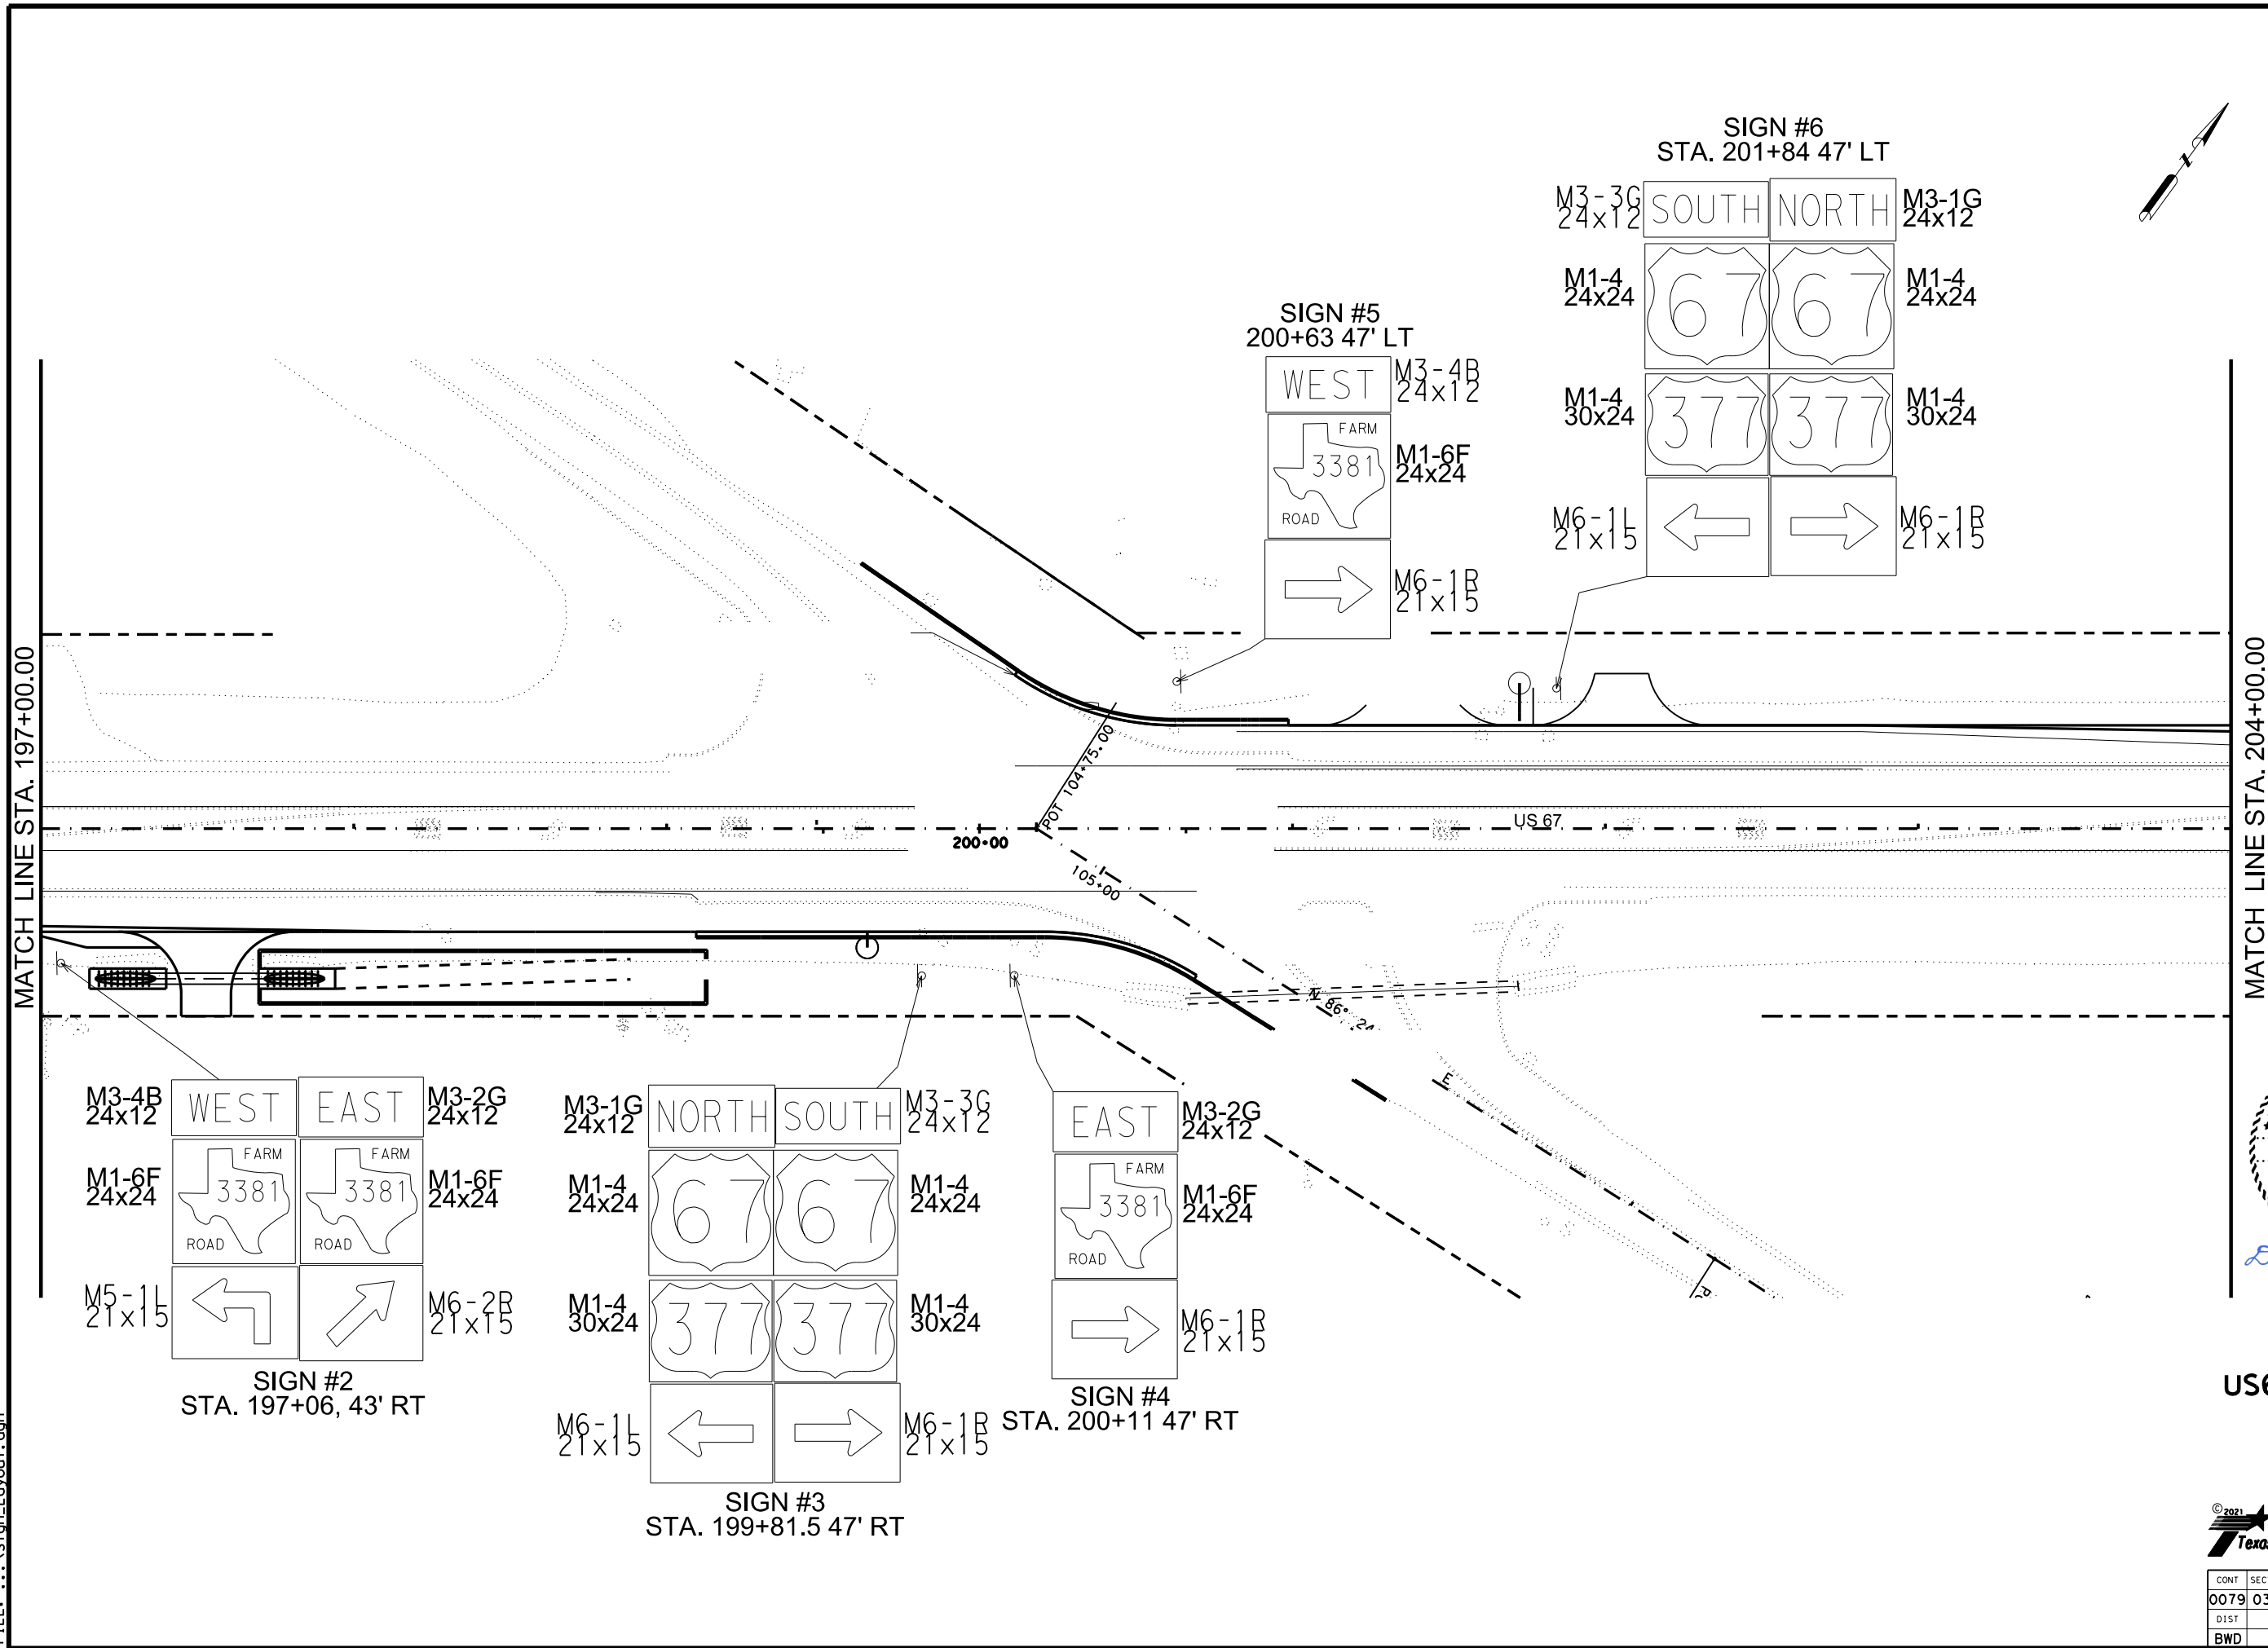 SIGN #6
STA. 201+84 47' LT
M3-3G
24x12
SOUTH
NORTH
M3-1G
24x12
M1-4
24x24
67
67
M1-4
24x24
M1-4
30x24
377
377
M1-4
30x24
M6-1L
21x15
M6-1R
21x15
SIGN #5
200+63 47' LT
WEST
M3-4B
24x12
FARM
3381
ROAD
M1-6F
24x24
M6-1R
21x15
N
MATCH LINE STA. 197+00.00
MATCH LINE STA. 204+00.00
POT 104+75.00
US 67
200+00
105+00
N 86° 24
E
M3-4B
24x12
WEST
EAST
M3-2G
24x12
M1-6F
24x24
FARM
3381
ROAD
FARM
3381
ROAD
M1-6F
24x24
M5-1L
21x15
M6-2R
21x15
SIGN #2
STA. 197+06, 43' RT
M3-1G
24x12
NORTH
SOUTH
M3-3G
24x12
M1-4
24x24
67
67
M1-4
24x24
M1-4
30x24
377
377
M1-4
30x24
M6-1L
21x15
M6-1R
21x15
SIGN #3
STA. 199+81.5 47' RT
EAST
M3-2G
24x12
FARM
3381
ROAD
M1-6F
24x24
M6-1R
21x15
SIGN #4
STA. 200+11 47' RT
© 2021
CONT
0079
DIST
BWD